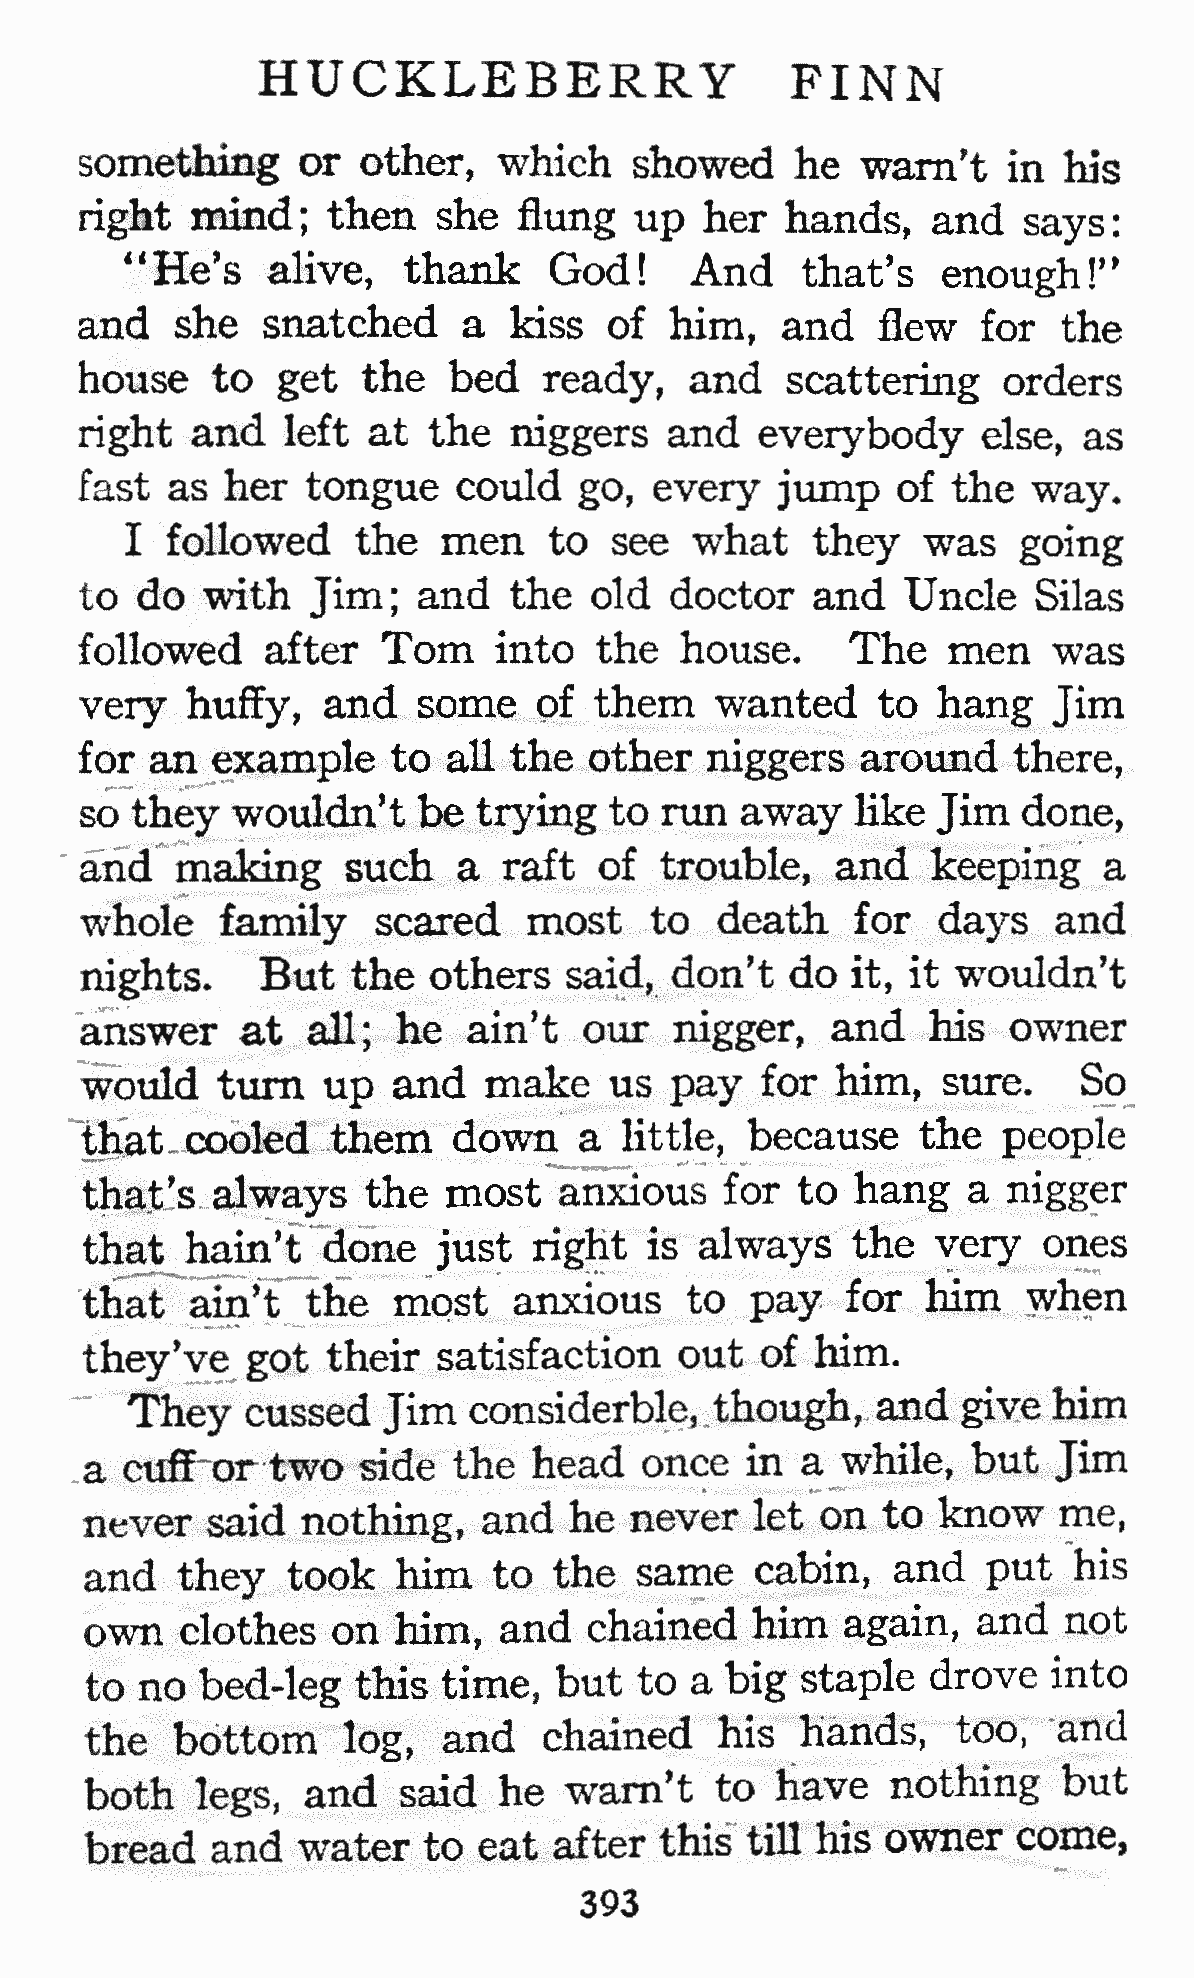 HUCKLEBERRY FINN
something or other, which showed he warn't in his
right mind; then she flung up her hands, and says:
"He's alive, thank God! And that's enough!"
and she snatched a kiss of him, and flew for the
house to get the bed ready, and scattering orders
right and left at the niggers and everybody else, as
fast as her tongue could go, every jump of the way.
I followed the men to see what they was going
to do with Jim; and the old doctor and Uncle Silas
followed after Tom into the house. The men was
very huffy, and some of them wanted to hang Jim
for an example to all the other niggers around there,
so they wouldn't be trying to run away like Jim done,
and making such a raft of trouble, and keeping a
whole family scared most to death for days and
nights. But the others said, don't do it, it wouldn't
answer at all; he ain't our nigger, and his owner
would turn up and make us pay for him, sure. So
that cooled them down a little, because the people
that's always the most anxious for to hang a nigger
that hain't done just right is always the very ones
that ain't the most anxious to pay for him when
they've got their satisfaction out of him.
They cussed Jim considerble, though, and give him
a cuff or two side the head once in a while, but Jim
never said nothing, and he never let on to know me,
and they took him to the same cabin, and put his
own clothes on him, and chained him again, and not
to no bed-leg this time, but to a big staple drove into
the bottom log, and chained his hands, too, and
both legs, and said he warn't to have nothing but
bread and water to eat after this till his owner come,
393